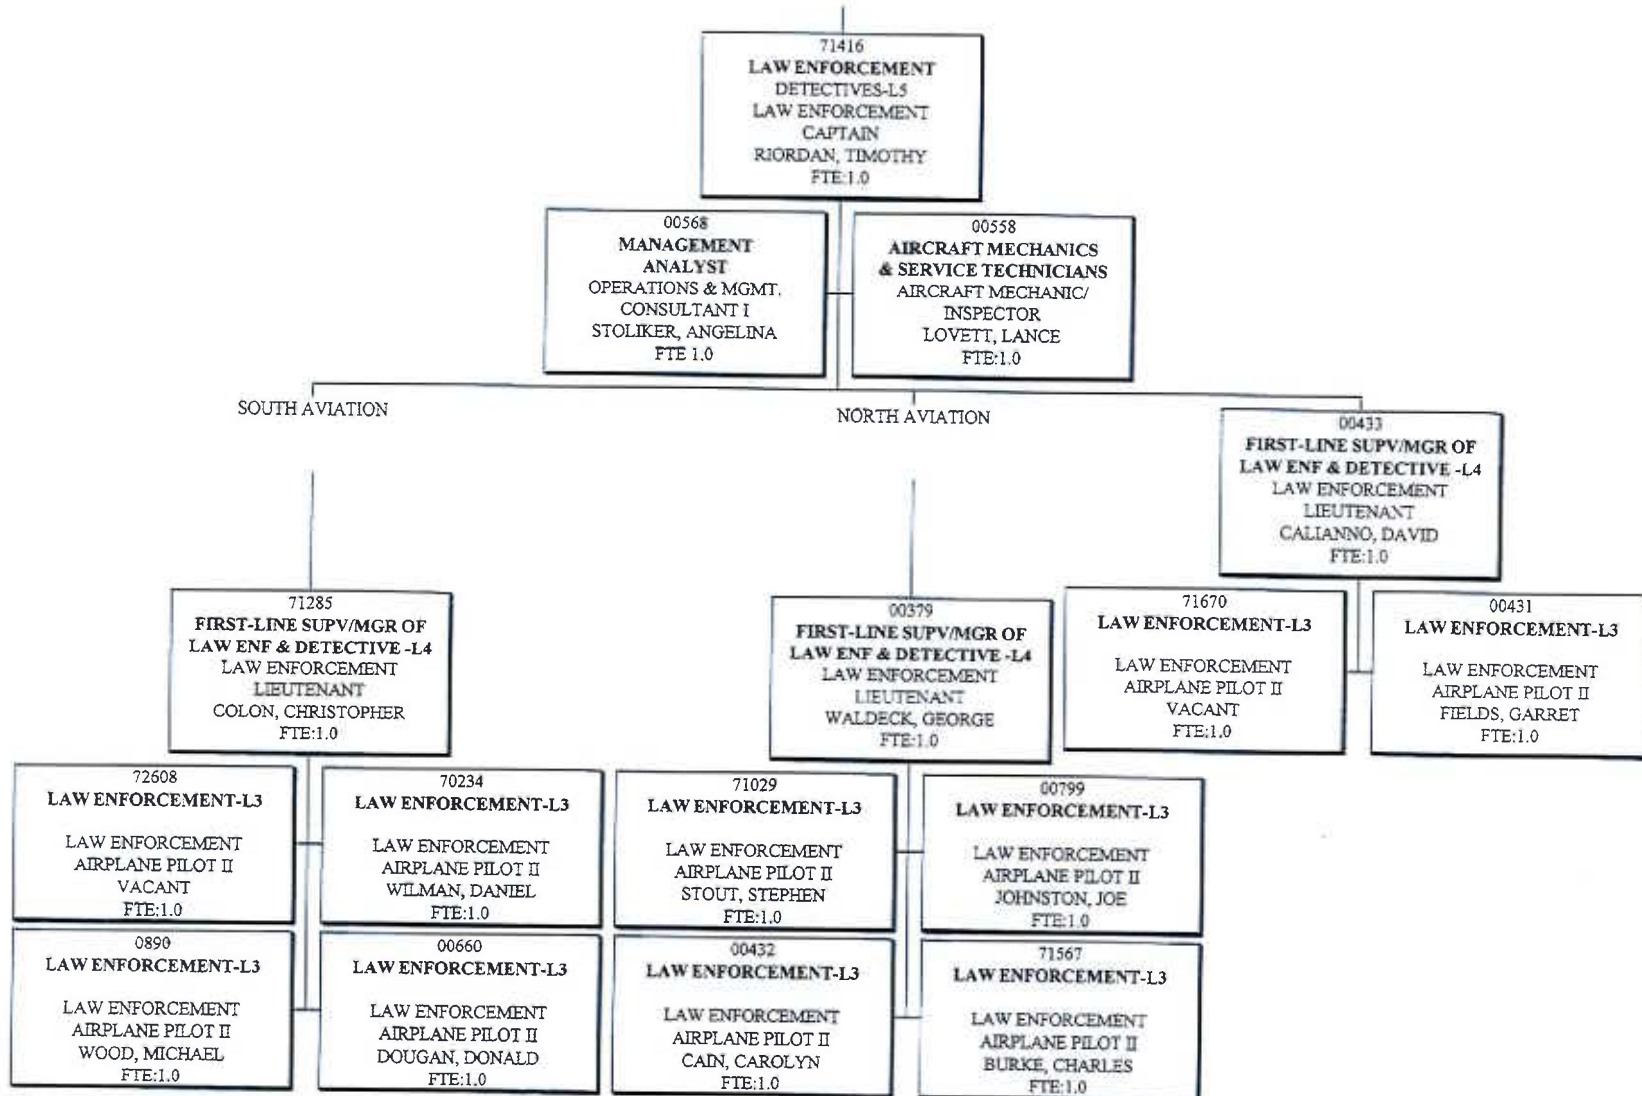 71416
LAW ENFORCEMENT
DETECTIVES-L5
LAW ENFORCEMENT
CAPTAIN
RIORDAN, TIMOTHY
FTE:1.0
00568
MANAGEMENT
ANALYST
OPERATIONS & MGMT.
CONSULTANT I
STOLIKER, ANGELINA
FTE 1.0
00558
AIRCRAFT MECHANICS
& SERVICE TECHNICIANS
AIRCRAFT MECHANIC/
INSPECTOR
LOVETT, LANCE
FTE:1.0
SOUTH AVIATION
NORTH AVIATION
00433
FIRST-LINE SUPV/MGR OF
LAW ENF & DETECTIVE -L4
LAW ENFORCEMENT
LIEUTENANT
CALIANNO, DAVID
FTE:1.0
71285
FIRST-LINE SUPV/MGR OF
LAW ENF & DETECTIVE -L4
LAW ENFORCEMENT
LIEUTENANT
COLON, CHRISTOPHER
FTE:1.0
00379
FIRST-LINE SUPV/MGR OF
LAW ENF & DETECTIVE -L4
LAW ENFORCEMENT
LIEUTENANT
WALDECK, GEORGE
FTE:1.0
71670
LAW ENFORCEMENT-L3
LAW ENFORCEMENT
AIRPLANE PILOT II
VACANT
FTE:1.0
00431
LAW ENFORCEMENT-L3
LAW ENFORCEMENT
AIRPLANE PILOT II
FIELDS, GARRET
FTE:1.0
72608
LAW ENFORCEMENT-L3
LAW ENFORCEMENT
AIRPLANE PILOT II
VACANT
FTE:1.0
70234
LAW ENFORCEMENT-L3
LAW ENFORCEMENT
AIRPLANE PILOT II
WILMAN, DANIEL
FTE:1.0
71029
LAW ENFORCEMENT-L3
LAW ENFORCEMENT
AIRPLANE PILOT II
STOUT, STEPHEN
FTE:1.0
00799
LAW ENFORCEMENT-L3
LAW ENFORCEMENT
AIRPLANE PILOT II
JOHNSTON, JOE
FTE:1.0
0890
LAW ENFORCEMENT-L3
LAW ENFORCEMENT
AIRPLANE PILOT II
WOOD, MICHAEL
FTE:1.0
00660
LAW ENFORCEMENT-L3
LAW ENFORCEMENT
AIRPLANE PILOT II
DOUGAN, DONALD
FTE:1.0
00432
LAW ENFORCEMENT-L3
LAW ENFORCEMENT
AIRPLANE PILOT II
CAIN, CAROLYN
FTE:1.0
71567
LAW ENFORCEMENT-L3
LAW ENFORCEMENT
AIRPLANE PILOT II
BURKE, CHARLES
FTE:1.0